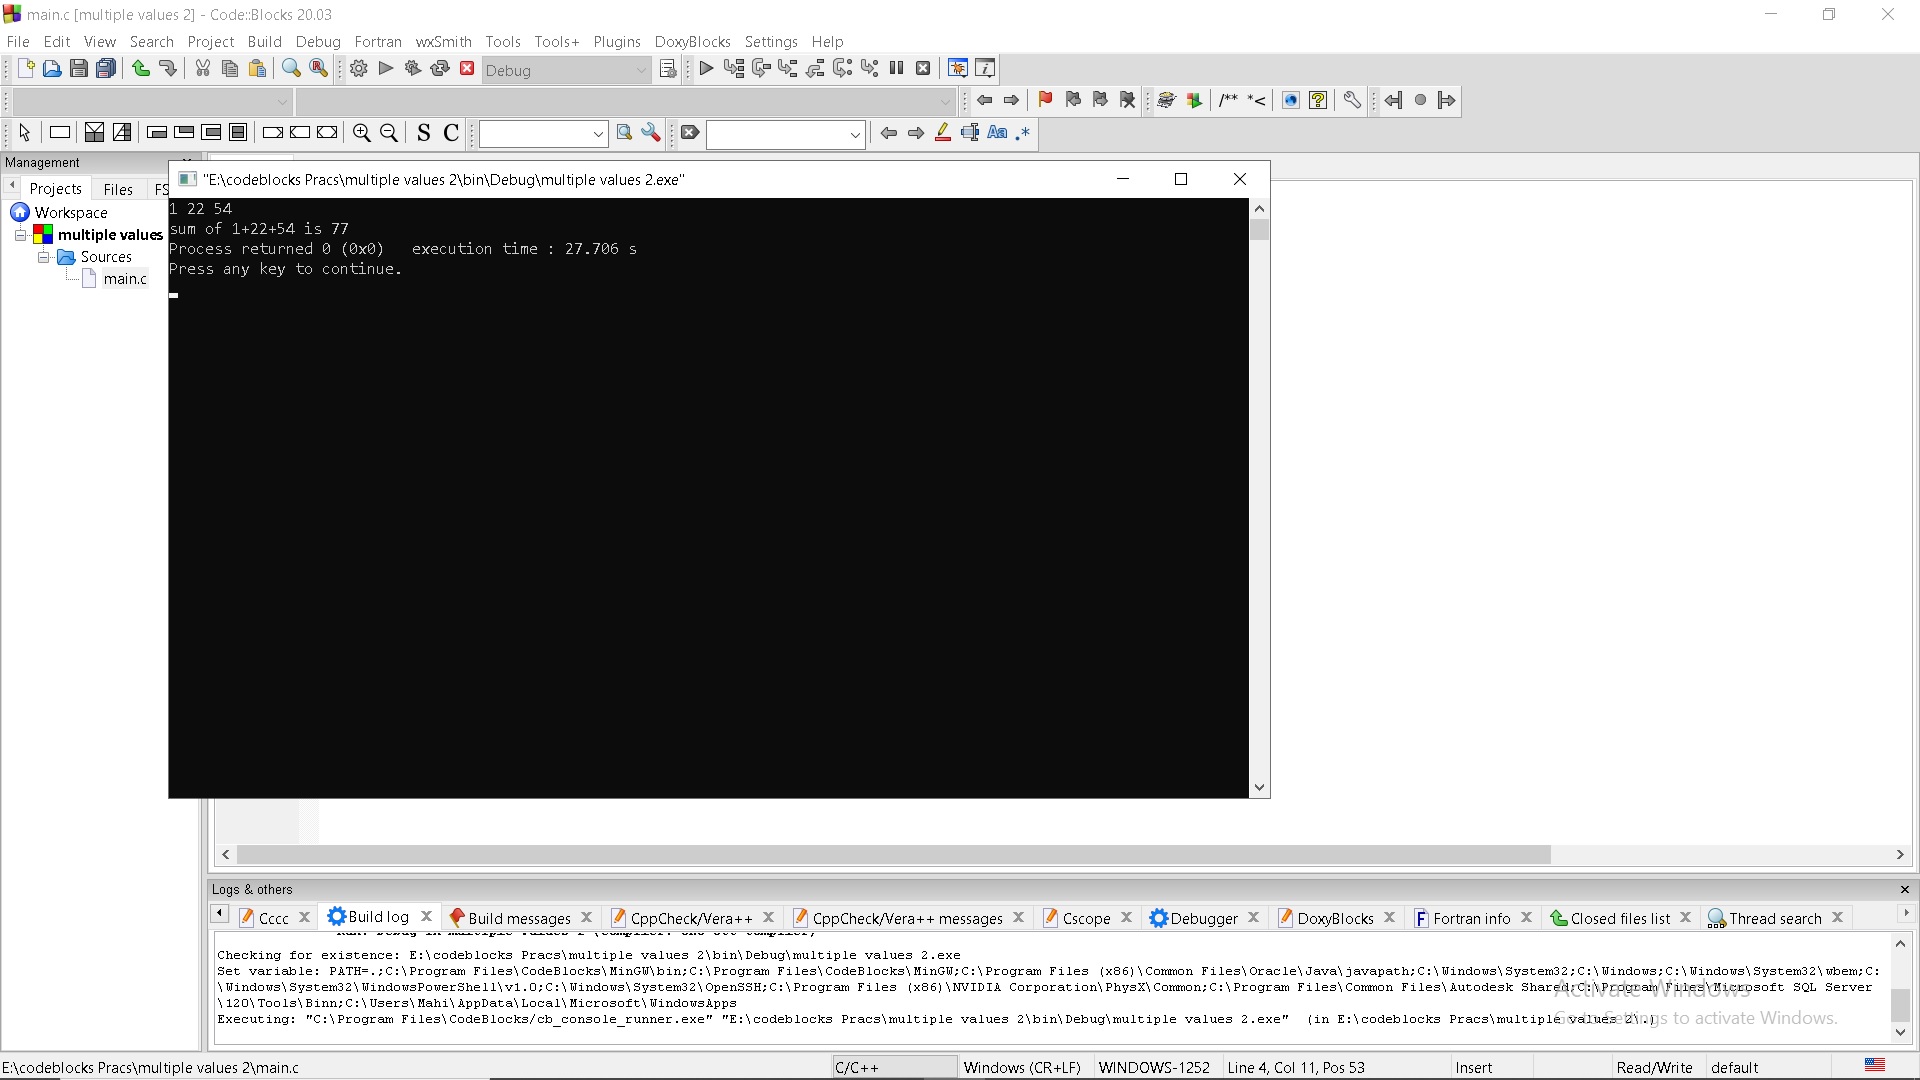 main.c [multiple values 2] - Code::Blocks 20.03
File Edit View Search Project Build Debug Fortran wxSmith Tools Tools+ Plugins DoxyBlocks Settings Help
Debug
/** *<
S C
Aa .*
Management
Projects Files FS
"E:\codeblocks Pracs\multiple values 2\bin\Debug\multiple values 2.exe"
Workspace
multiple values
Sources
main.c
1 22 54
sum of 1+22+54 is 77
Process returned 0 (0x0)   execution time : 27.706 s
Press any key to continue.
Logs & others
Cccc Build log Build messages CppCheck/Vera++ CppCheck/Vera++ messages Cscope Debugger DoxyBlocks Fortran info Closed files list Thread search
Checking for existence: E:\codeblocks Pracs\multiple values 2\bin\Debug\multiple values 2.exe
Set variable: PATH=.;C:\Program Files\CodeBlocks\MinGW\bin;C:\Program Files\CodeBlocks\MinGW;C:\Program Files (x86)\Common Files\Oracle\Java\javapath;C:\Windows\System32;C:\Windows;C:\Windows\System32\wbem;C:
\Windows\System32\WindowsPowerShell\v1.0;C:\Windows\System32\OpenSSH;C:\Program Files (x86)\NVIDIA Corporation\PhysX\Common;C:\Program Files\Common Files\Autodesk Shared;C:\Program Files\Microsoft SQL Server
\120\Tools\Binn;C:\Users\Mahi\AppData\Local\Microsoft\WindowsApps
Executing: "C:\Program Files\CodeBlocks/cb_console_runner.exe" "E:\codeblocks Pracs\multiple values 2\bin\Debug\multiple values 2.exe"  (in E:\codeblocks Pracs\multiple values 2\.)
Activate Windows
Go to Settings to activate Windows.
E:\codeblocks Pracs\multiple values 2\main.c C/C++ Windows (CR+LF) WINDOWS-1252 Line 4, Col 11, Pos 53 Insert Read/Write default